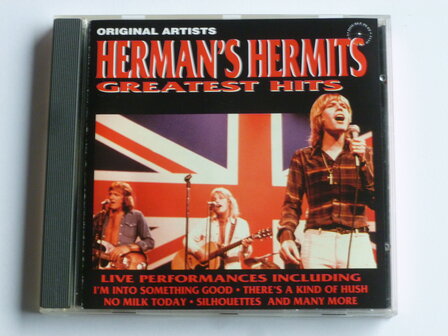 ORIGINAL ARTISTS
HERMAN'S HERMITS
GREATEST HITS
LIVE PERFORMANCES INCLUDING
I'M INTO SOMETHING GOOD • THERE'S A KIND OF HUSH
NO MILK TODAY • SILHOUETTES AND MANY MORE